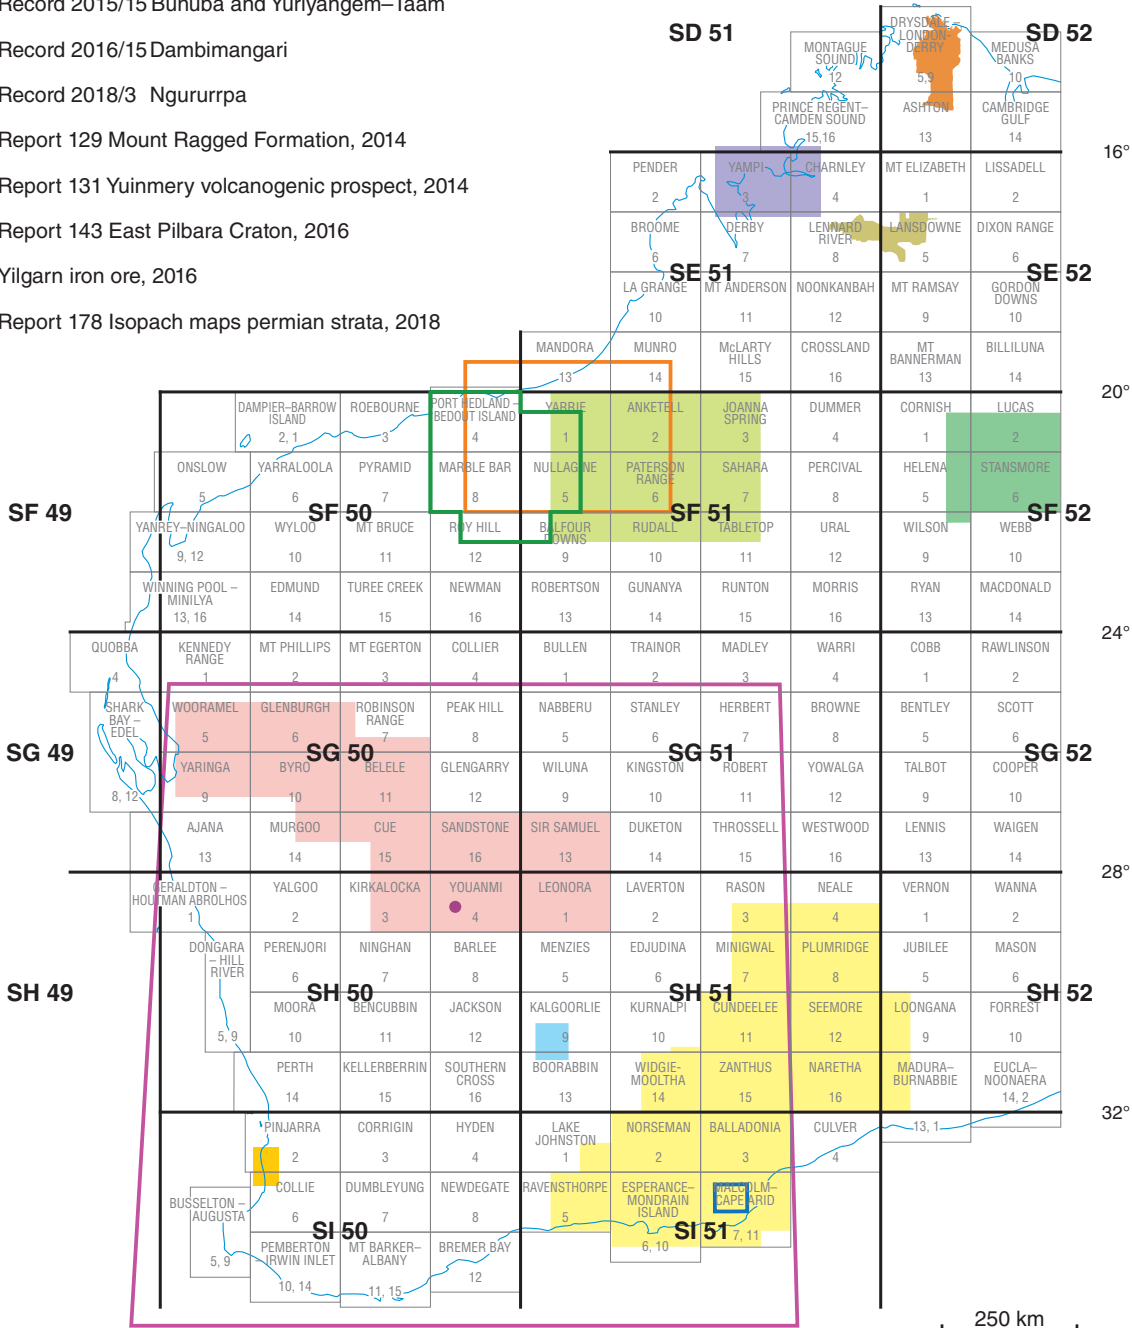 Record 2015/15 Bunuba and Yuriyangem–Taam
Record 2016/15 Dambimangari
Record 2018/3 Ngururrpa
Report 129 Mount Ragged Formation, 2014
Report 131 Yuinmery volcanogenic prospect, 2014
Report 143 East Pilbara Craton, 2016
Yilgarn iron ore, 2016
Report 178 Isopach maps permian strata, 2018
SD 51
SD 52
DRYSDALE – LONDON-DERRY
5,9
MONTAGUE SOUND
12
MEDUSA BANKS
10
PRINCE REGENT– CAMDEN SOUND
15,16
ASHTON
13
CAMBRIDGE GULF
14
16°
PENDER
2
YAMPI
3
CHARNLEY
4
MT ELIZABETH
1
LISSADELL
2
BROOME
6
DERBY
7
LENNARD RIVER
8
LANSDOWNE
5
DIXON RANGE
6
SE 51
SE 52
LA GRANGE
10
MT ANDERSON
11
NOONKANBAH
12
MT RAMSAY
9
GORDON DOWNS
10
MANDORA
13
MUNRO
14
McLARTY HILLS
15
CROSSLAND
16
MT BANNERMAN
13
BILLILUNA
14
20°
DAMPIER–BARROW ISLAND
2, 1
ROEBOURNE
3
PORT HEDLAND – BEDOUT ISLAND
4
YARRIE
1
ANKETELL
2
JOANNA SPRING
3
DUMMER
4
CORNISH
1
LUCAS
2
ONSLOW
5
YARRALOOLA
6
PYRAMID
7
MARBLE BAR
8
NULLAGINE
5
PATERSON RANGE
6
SAHARA
7
PERCIVAL
8
HELENA
5
STANSMORE
6
SF 49
SF 50
SF 51
SF 52
YANREY–NINGALOO
9, 12
WYLOO
10
MT BRUCE
11
ROY HILL
12
BALFOUR DOWNS
9
RUDALL
10
TABLETOP
11
URAL
12
WILSON
9
WEBB
10
WINNING POOL – MINILYA
13, 16
EDMUND
14
TUREE CREEK
15
NEWMAN
16
ROBERTSON
13
GUNANYA
14
RUNTON
15
MORRIS
16
RYAN
13
MACDONALD
14
24°
QUOBBA
4
KENNEDY RANGE
1
MT PHILLIPS
2
MT EGERTON
3
COLLIER
4
BULLEN
1
TRAINOR
2
MADLEY
3
WARRI
4
COBB
1
RAWLINSON
2
SHARK BAY – EDEL
8, 12
WOORAMEL
5
GLENBURGH
6
ROBINSON RANGE
7
PEAK HILL
8
NABBERU
5
STANLEY
6
HERBERT
7
BROWNE
8
BENTLEY
5
SCOTT
6
SG 49
SG 50
SG 51
SG 52
YARINGA
9
BYRO
10
BELELE
11
GLENGARRY
12
WILUNA
9
KINGSTON
10
ROBERT
11
YOWALGA
12
TALBOT
9
COOPER
10
AJANA
13
MURGOO
14
CUE
15
SANDSTONE
16
SIR SAMUEL
13
DUKETON
14
THROSSELL
15
WESTWOOD
16
LENNIS
13
WAIGEN
14
28°
GERALDTON – HOUTMAN ABROLHOS
1
YALGOO
2
KIRKALOCKA
3
YOUANMI
4
LEONORA
1
LAVERTON
2
RASON
3
NEALE
4
VERNON
1
WANNA
2
DONGARA – HILL RIVER
5, 9
PERENJORI
6
NINGHAN
7
BARLEE
8
MENZIES
5
EDJUDINA
6
MINIGWAL
7
PLUMRIDGE
8
JUBILEE
5
MASON
6
SH 49
SH 50
SH 51
SH 52
MOORA
10
BENCUBBIN
11
JACKSON
12
KALGOORLIE
9
KURNALPI
10
CUNDEELEE
11
SEEMORE
12
LOONGANA
9
FORREST
10
PERTH
14
KELLERBERRIN
15
SOUTHERN CROSS
16
BOORABBIN
13
WIDGIE-MOOLTHA
14
ZANTHUS
15
NARETHA
16
MADURA– BURNABBIE
13, 1
EUCLA– NOONAERA
14, 2
32°
PINJARRA
2
CORRIGIN
3
HYDEN
4
LAKE JOHNSTON
1
NORSEMAN
2
BALLADONIA
3
CULVER
4
BUSSELTON – AUGUSTA
5, 9
COLLIE
6
DUMBLEYUNG
7
NEWDEGATE
8
RAVENSTHORPE
5
ESPERANCE– MONDRAIN ISLAND
6, 10
MALCOLM– CAPE ARID
7, 11
SI 50
SI 51
PEMBERTON – IRWIN INLET
10, 14
MT BARKER– ALBANY
11, 15
BREMER BAY
12
250 km